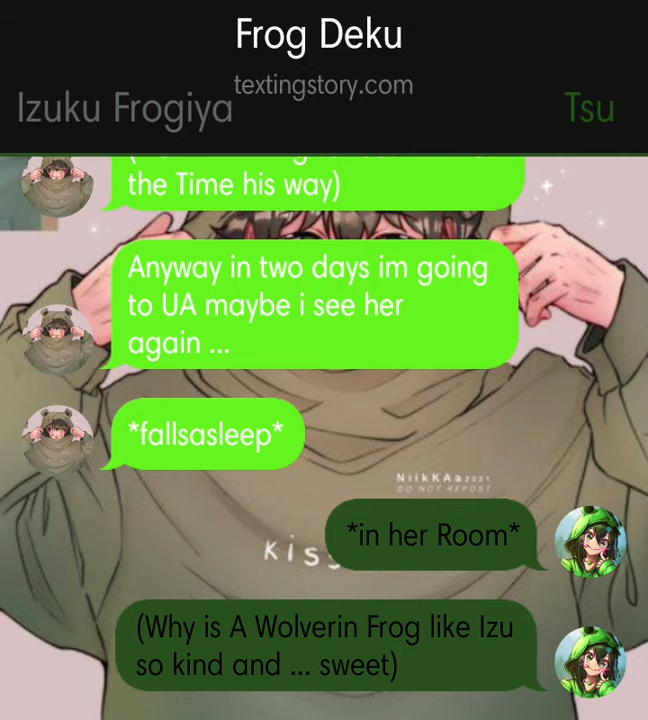 Frog Deku
textingstory.com
Izuku Frogiya
Tsu
the Time his way)
Anyway in two days im going
to UA maybe i see her
again ...
*fallsasleep*
NiikKAa2021
DO NOT REPOST
*in her Room*
kiss
(Why is A Wolverin Frog like Izu
so kind and ... sweet)